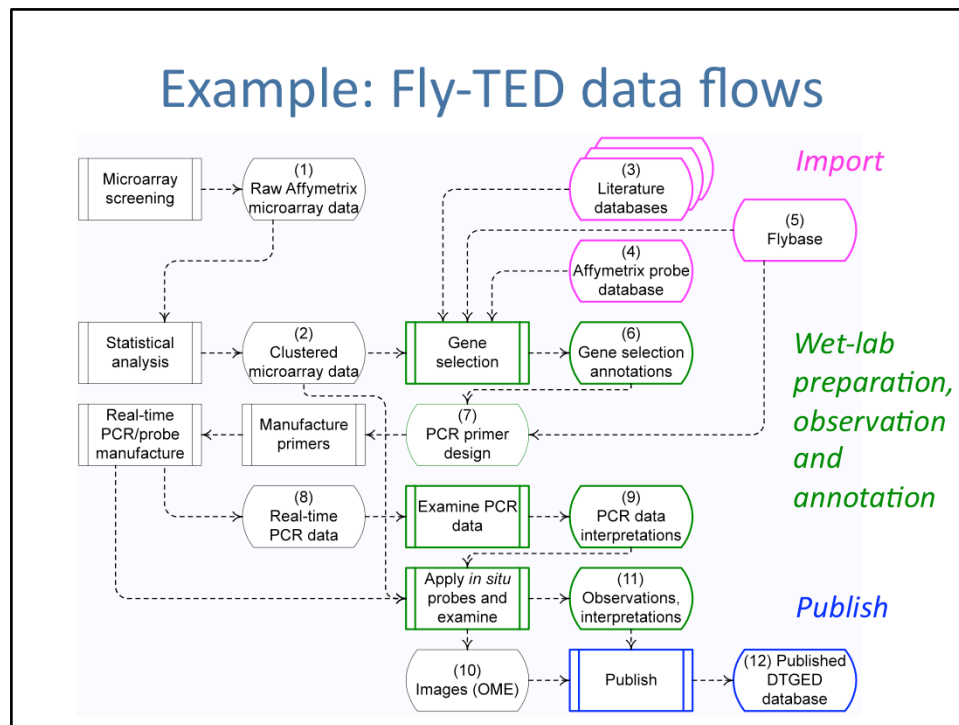 Example: Fly-TED data flows
Import
Microarray
screening
(1)
Raw Affymetrix
microarray data
(3)
Literature
databases
(5)
Flybase
(4)
Affymetrix probe
database
Statistical
analysis
(2)
Clustered
microarray data
Gene
selection
(6)
Gene selection
annotations
Wet-lab
preparation,
observation
and
annotation
Real-time
PCR/probe
manufacture
Manufacture
primers
(7)
PCR primer
design
(8)
Real-time
PCR data
Examine PCR
data
(9)
PCR data
interpretations
Apply in situ
probes and
examine
(11)
Observations,
interpretations
Publish
(10)
Images (OME)
Publish
(12) Published
DTGED
database